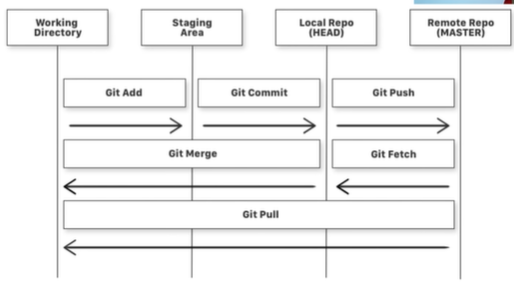 Working
Directory
Staging
Area
Local Repo
(HEAD)
Remote Repo
(MASTER)
Git Add
Git Commit
Git Push
Git Merge
Git Fetch
Git Pull